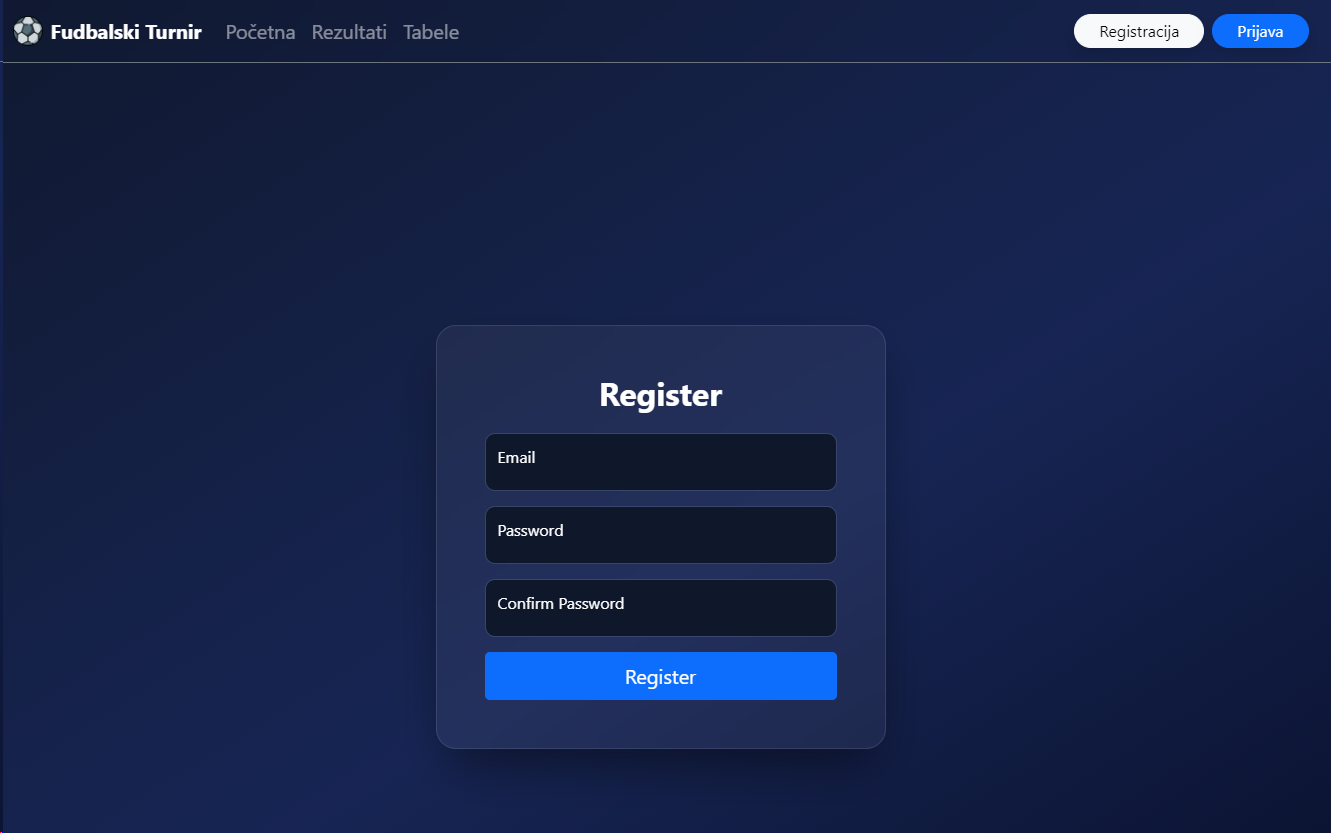 Fudbalski Turnir Početna Rezultati Tabele Registracija Prijava
Register
Email
Password
Confirm Password
Register